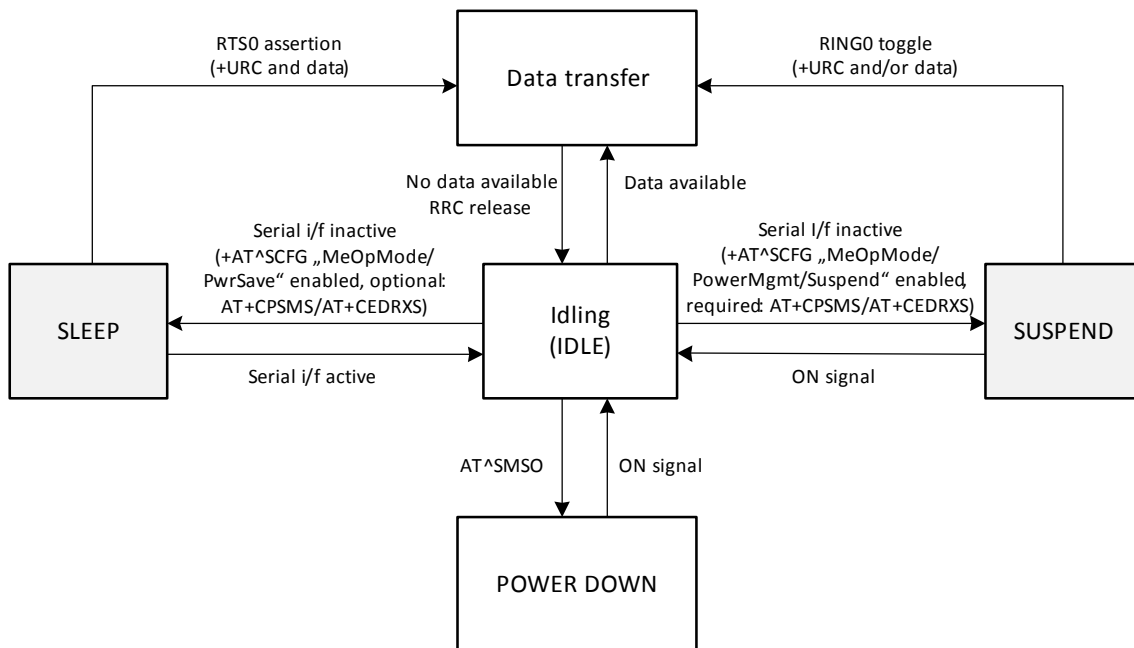 RTS0 assertion
(+URC and data)
Data transfer
RING0 toggle
(+URC and/or data)
No data available
RRC release
Data available
Serial i/f inactive
(+AT^SCFG „MeOpMode/
PwrSave“ enabled, optional:
AT+CPSMS/AT+CEDRXS)
Serial I/f inactive
(+AT^SCFG „MeOpMode/
PowerMgmt/Suspend“ enabled,
required: AT+CPSMS/AT+CEDRXS)
SLEEP
Idling
(IDLE)
SUSPEND
Serial i/f active
ON signal
AT^SMSO
ON signal
POWER DOWN